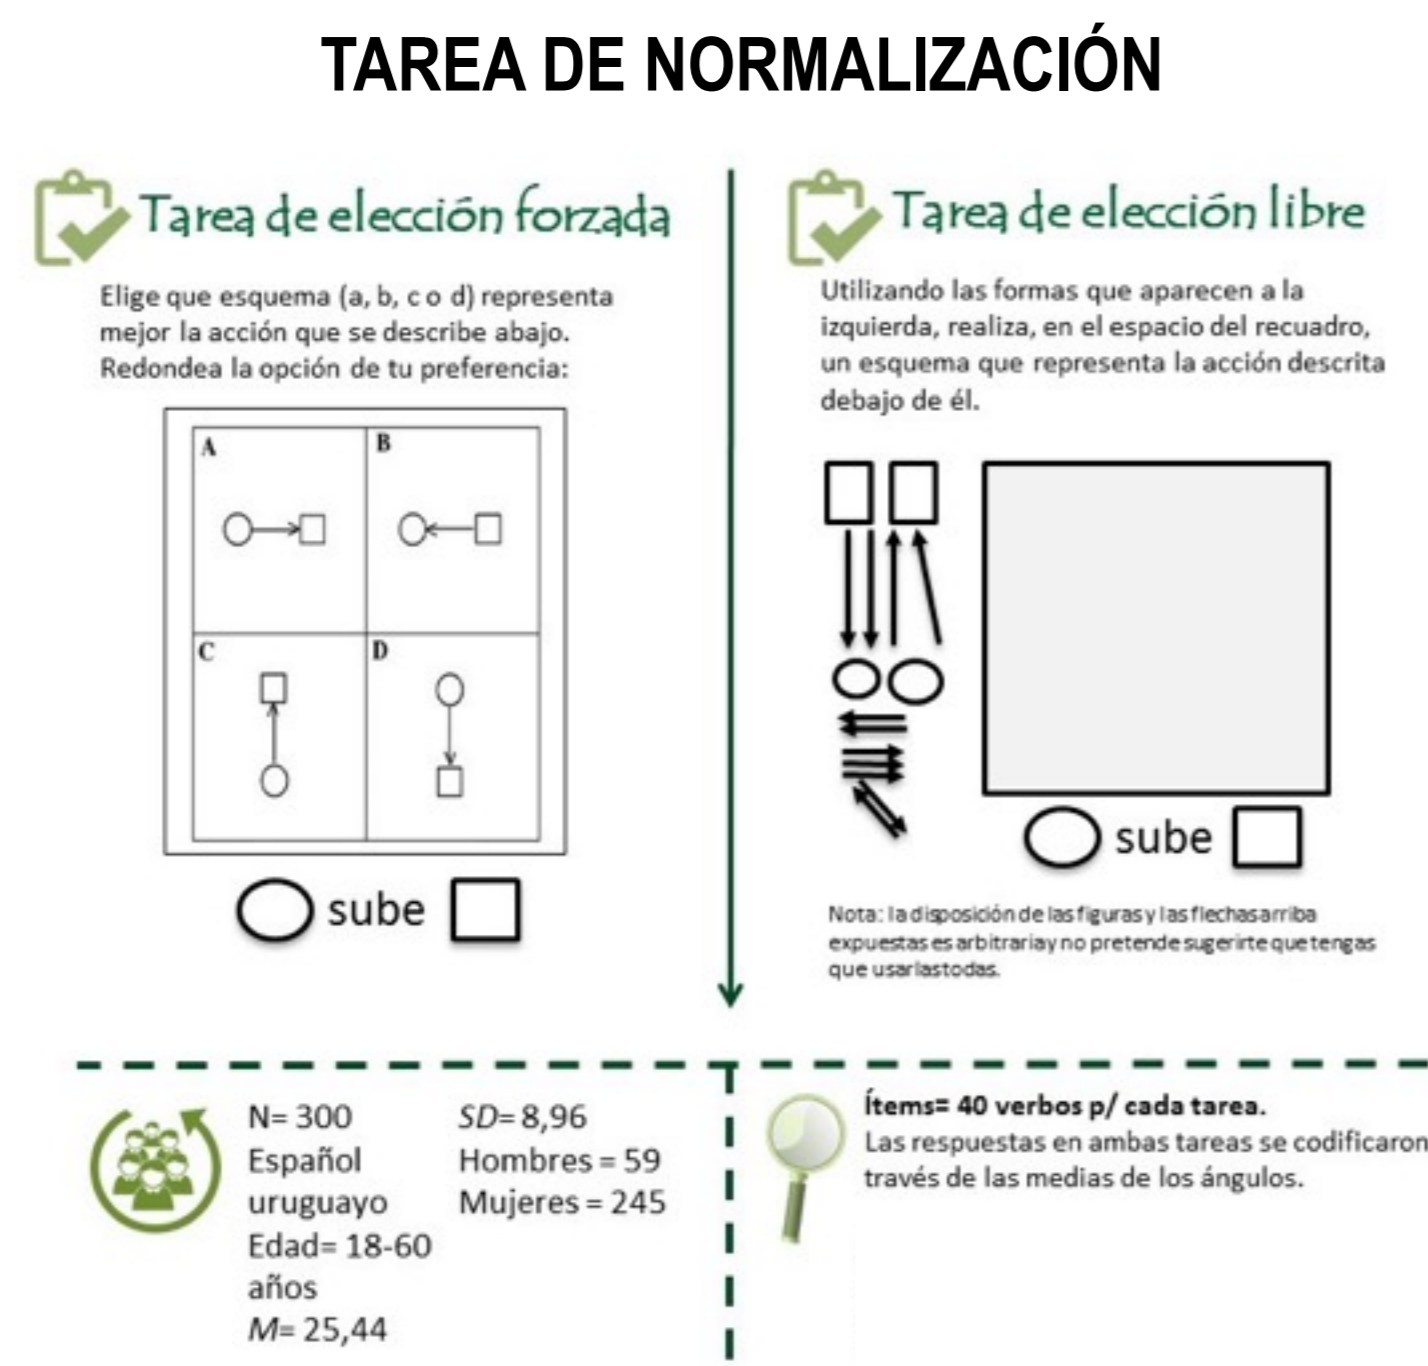 TAREA DE NORMALIZACIÓN
Tarea de elección forzada
Elige que esquema (a, b, c o d) representa
mejor la acción que se describe abajo.
Redondea la opción de tu preferencia:
A
B
C
D
sube
Tarea de elección libre
Utilizando las formas que aparecen a la
izquierda, realiza, en el espacio del recuadro,
un esquema que representa la acción descrita
debajo de él.
sube
Nota: la disposición de las figuras y las flechas arriba
expuestas es arbitraria y no pretende sugerirte que tengas
que usarlas todas.
N= 300
Español
uruguayo
Edad= 18-60
años
M= 25,44
SD= 8,96
Hombres = 59
Mujeres = 245
Ítems= 40 verbos p/ cada tarea.
Las respuestas en ambas tareas se codificaron
través de las medias de los ángulos.